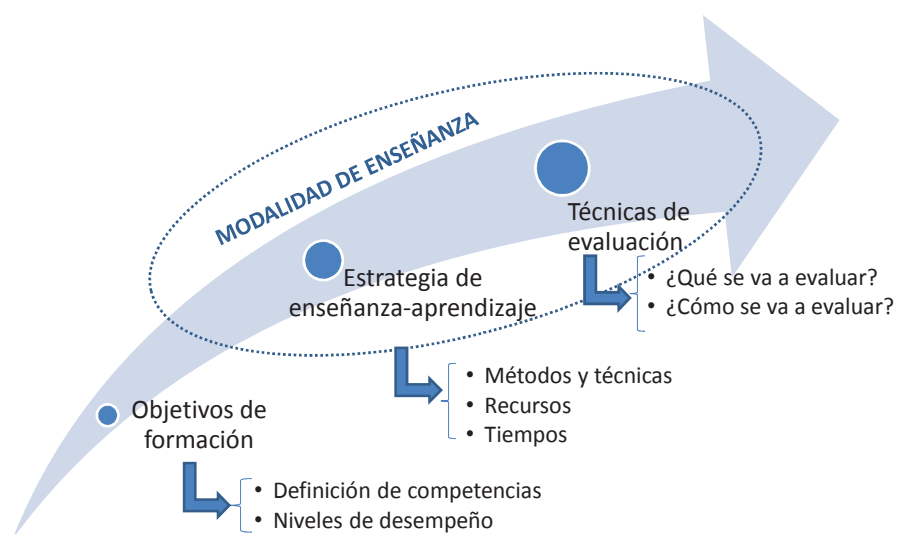 MODALIDAD DE ENSEÑANZA
Técnicas de
evaluación
• ¿Qué se va a evaluar?
• ¿Cómo se va a evaluar?
Estrategia de
enseñanza-aprendizaje
• Métodos y técnicas
• Recursos
• Tiempos
Objetivos de
formación
• Definición de competencias
• Niveles de desempeño